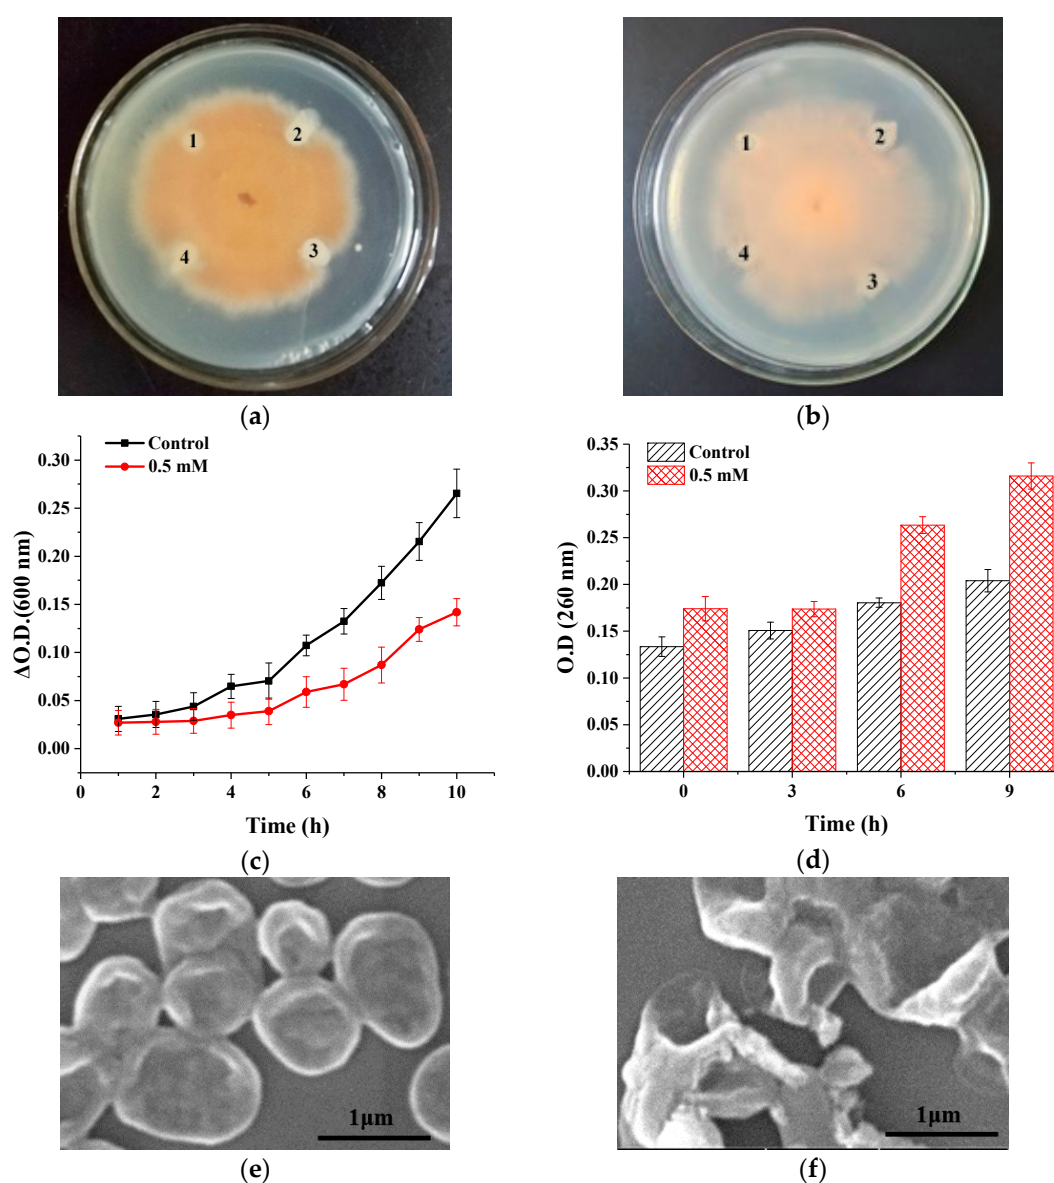 1
2
3
4
(a)
1
2
3
4
(b)
Control
0.5 mM
ΔO.D.(600 nm)
0.30
0.25
0.20
0.15
0.10
0.05
0.00
0 2 4 6 8 10
Time (h)
(c)
Control
0.5 mM
O.D (260 nm)
0.35
0.30
0.25
0.20
0.15
0.10
0.05
0.00
0 3 6 9
Time (h)
(d)
1μm
(e)
1μm
(f)